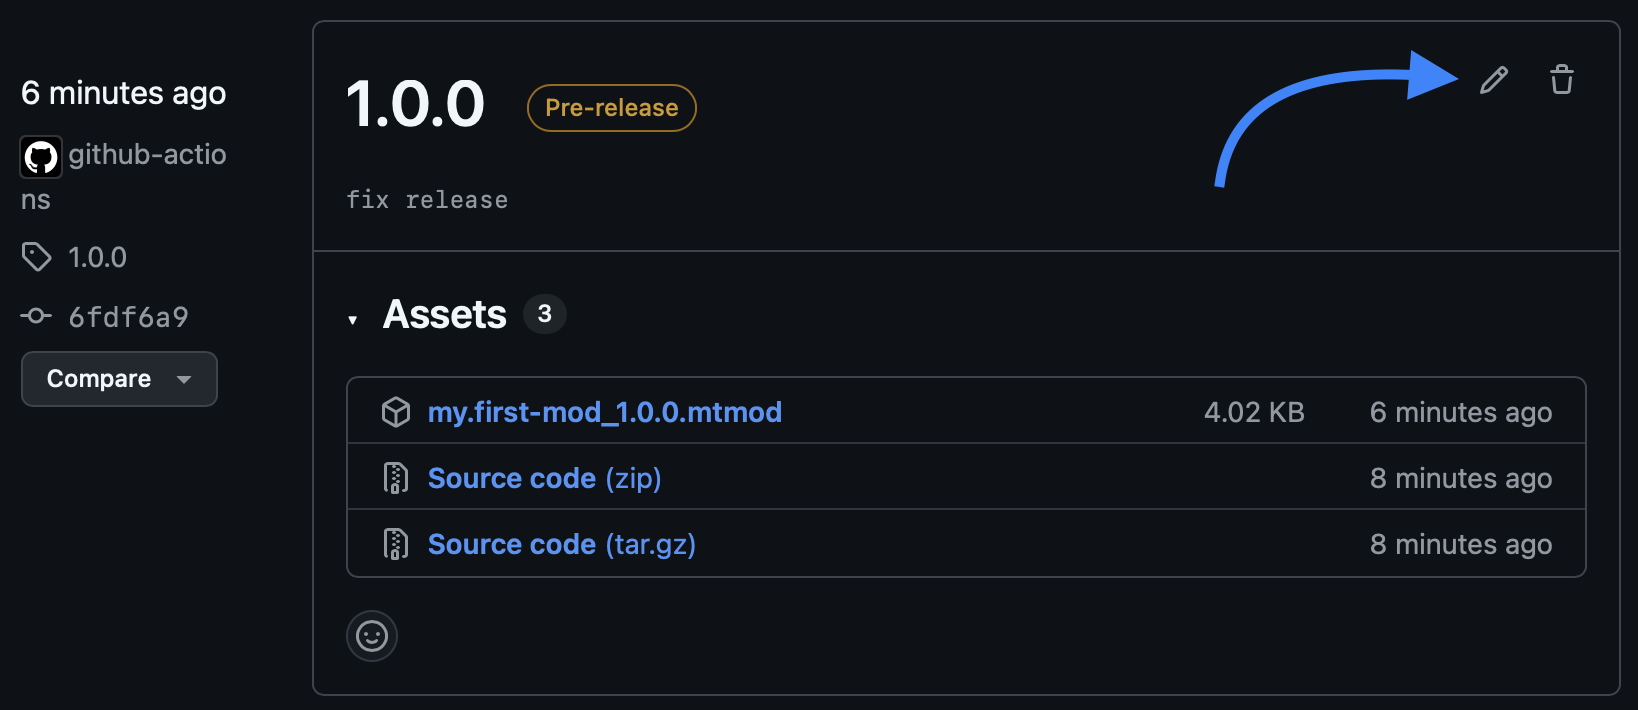 6 minutes ago
github-actio
ns
1.0.0
6fdf6a9
Compare
1.0.0 Pre-release
fix release
Assets 3
my.first-mod_1.0.0.mtmod 4.02 KB 6 minutes ago
Source code (zip) 8 minutes ago
Source code (tar.gz) 8 minutes ago